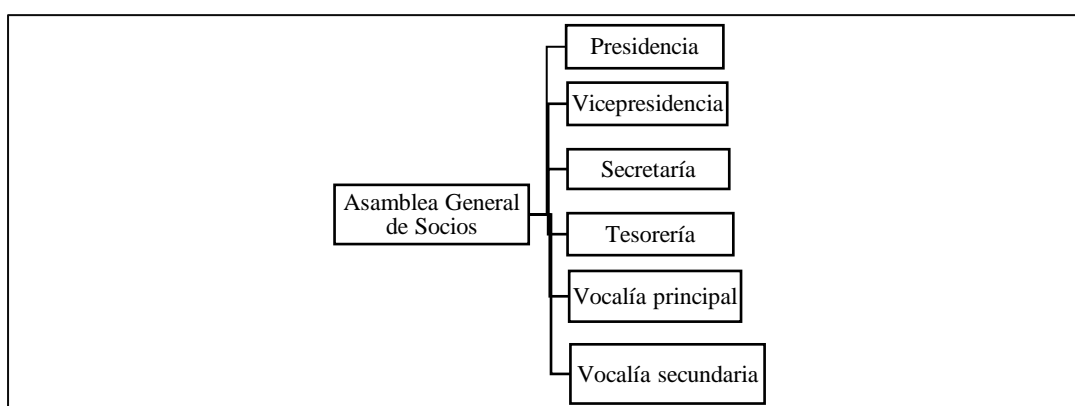 Presidencia
Vicepresidencia
Secretaría
Asamblea General
de Socios
Tesorería
Vocalía principal
Vocalía secundaria